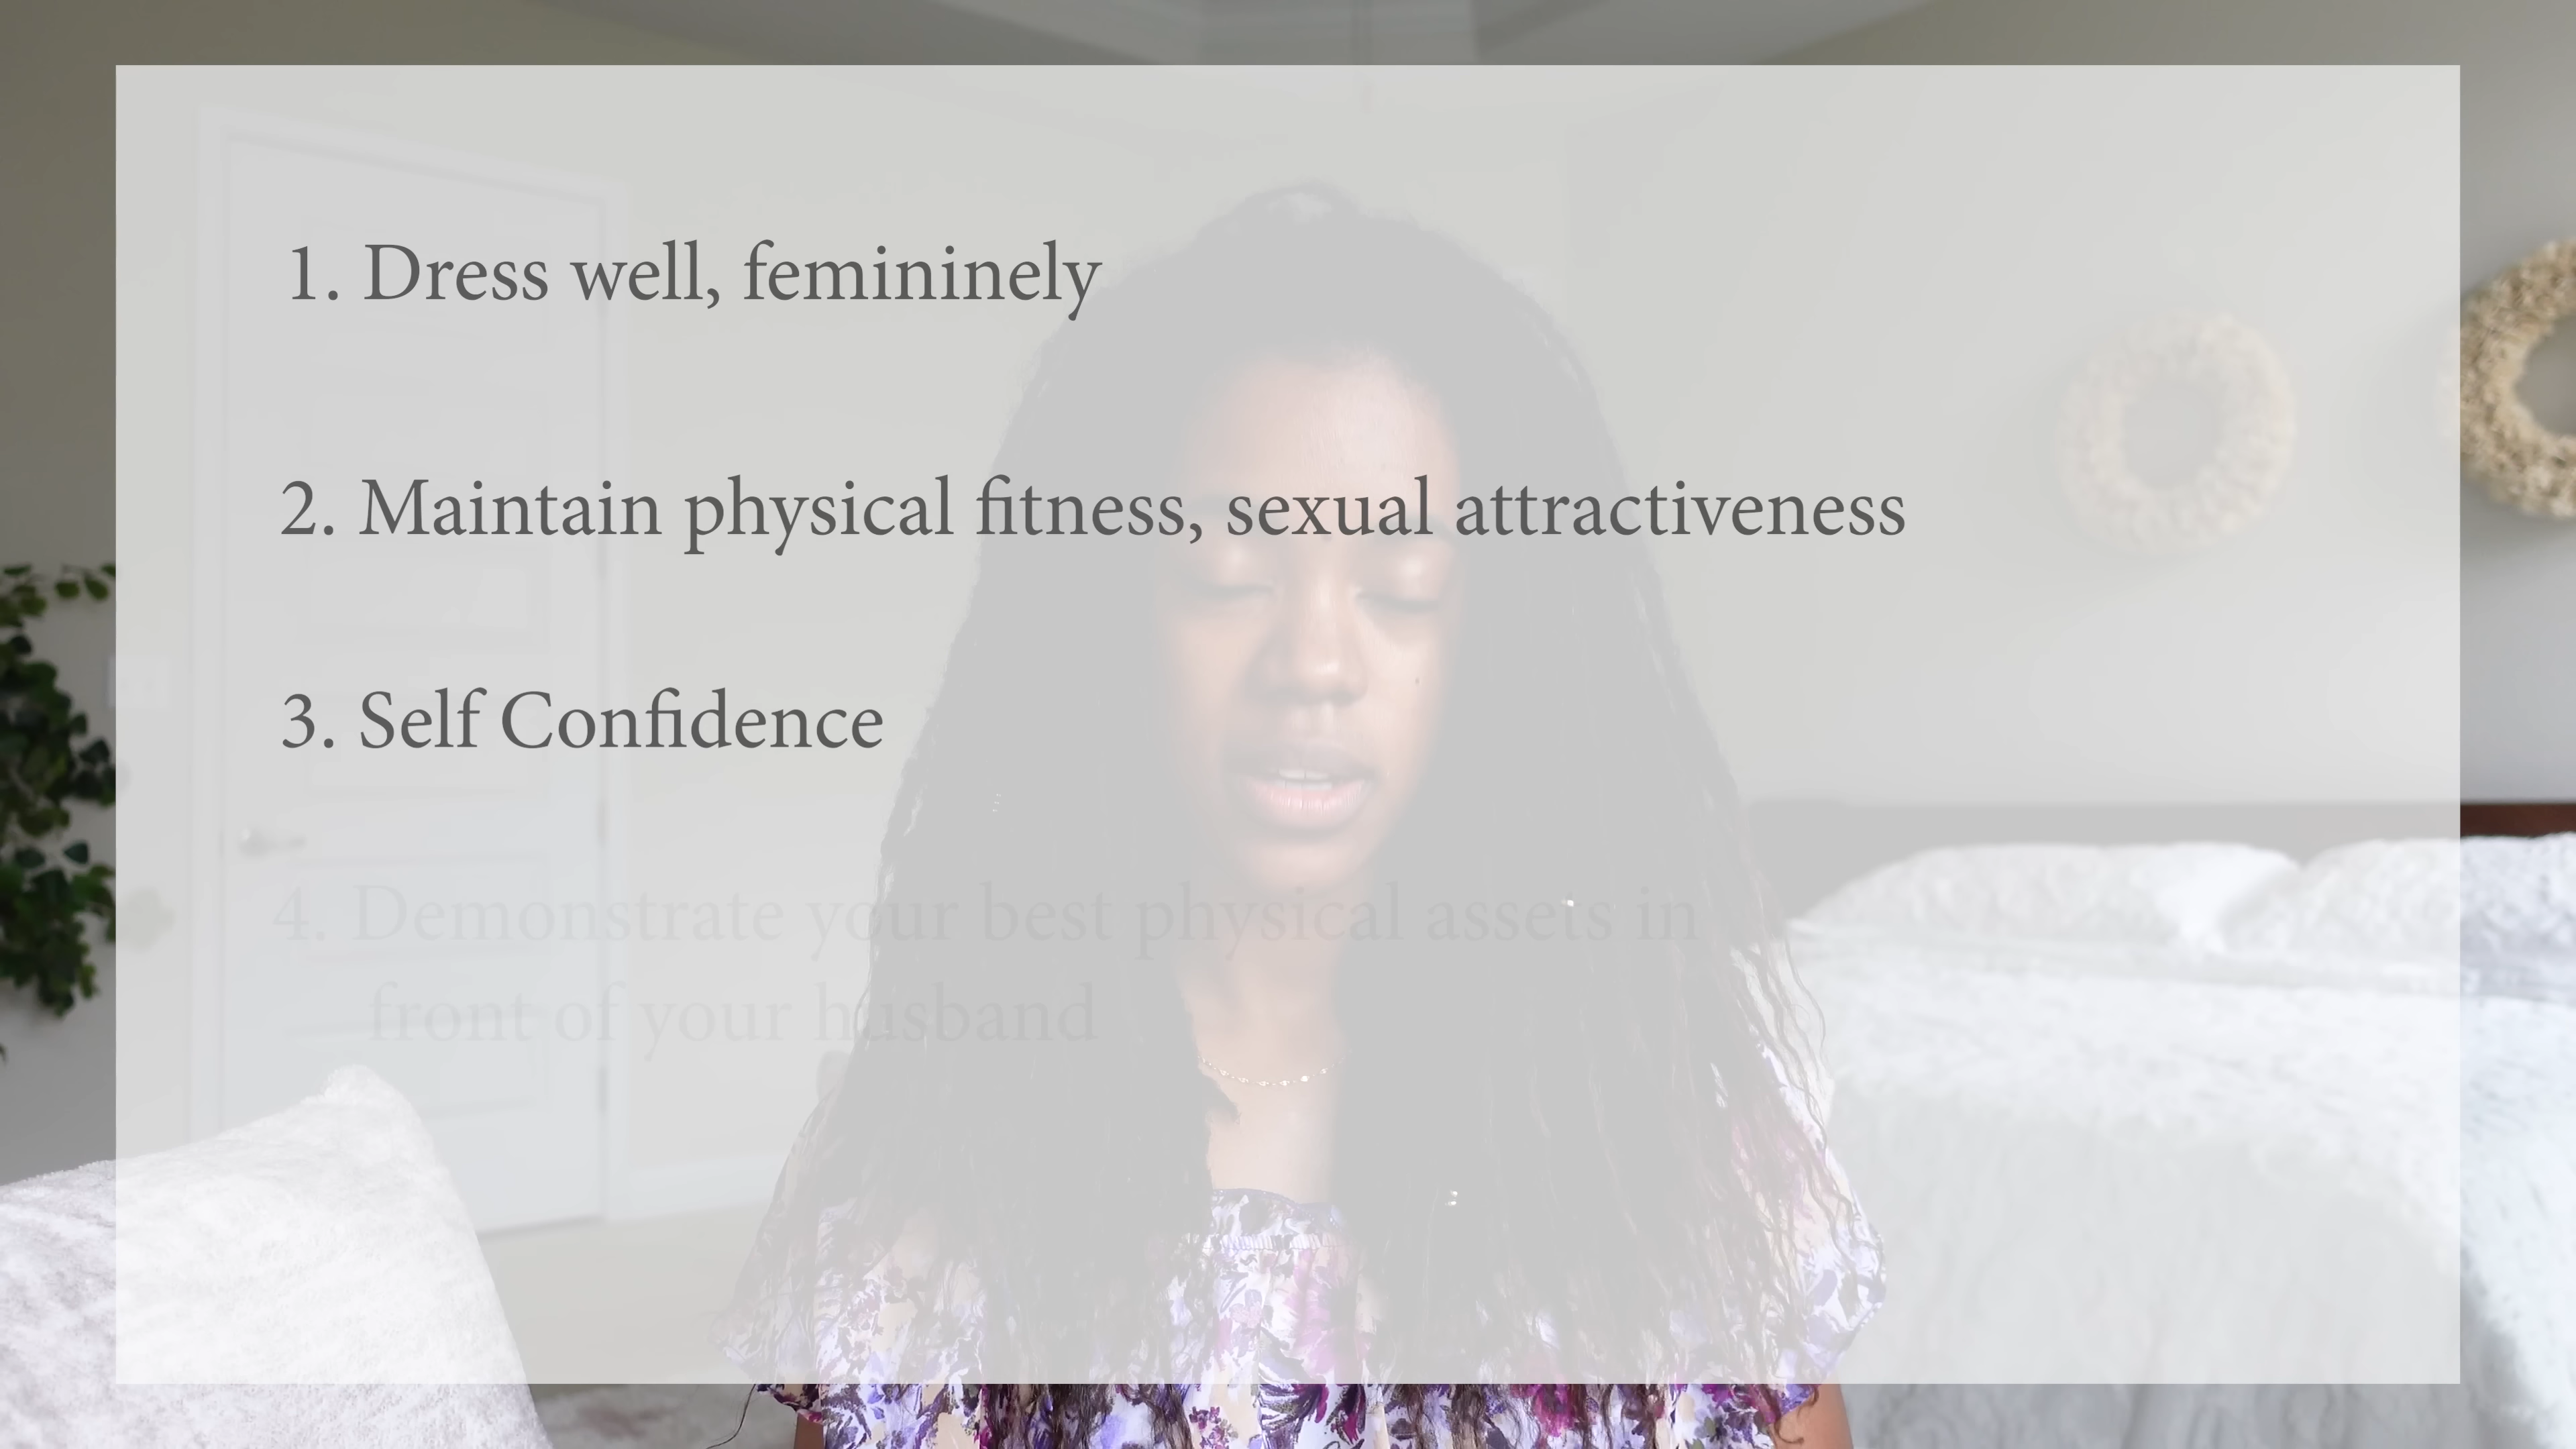 1. Dress well, femininely
2. Maintain physical fitness, sexual attractiveness
3. Self Confidence
4. Demonstrate your best physical assets in
front of your husband